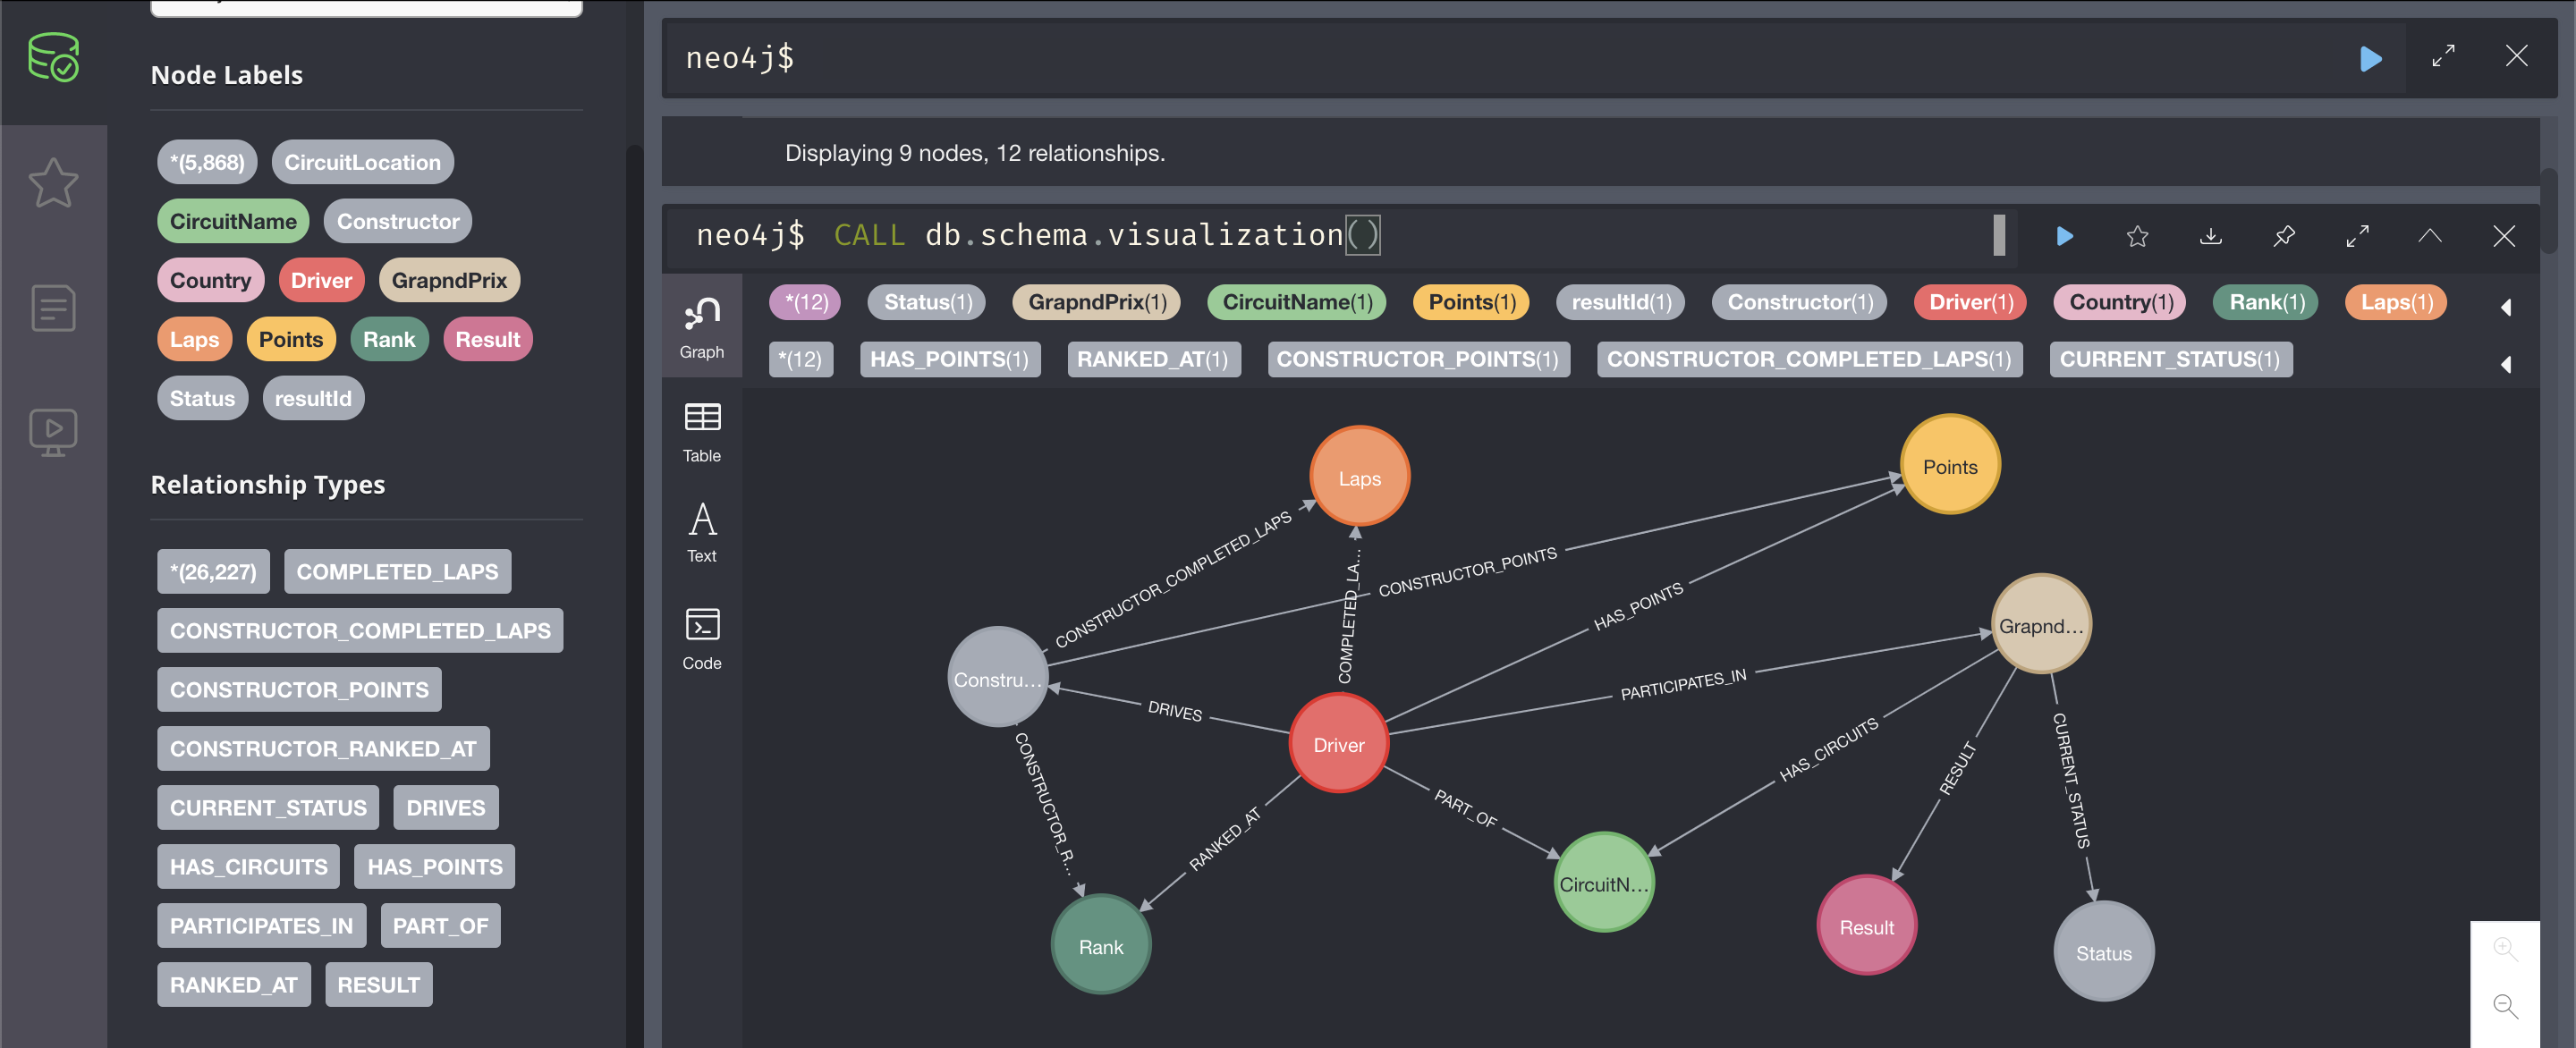 neo4j$
Node Labels
*(5,868) CircuitLocation
CircuitName Constructor
Country Driver GrapndPrix
Laps Points Rank Result
Status resultId
Relationship Types
*(26,227) COMPLETED_LAPS
CONSTRUCTOR_COMPLETED_LAPS
CONSTRUCTOR_POINTS
CONSTRUCTOR_RANKED_AT
CURRENT_STATUS DRIVES
HAS_CIRCUITS HAS_POINTS
PARTICIPATES_IN PART_OF
RANKED_AT RESULT
Displaying 9 nodes, 12 relationships.
neo4j$ CALL db.schema.visualization()
Graph
Table
Text
Code
*(12) Status(1) GrapndPrix(1) CircuitName(1) Points(1) resultId(1) Constructor(1) Driver(1) Country(1) Rank(1) Laps(1)
*(12) HAS_POINTS(1) RANKED_AT(1) CONSTRUCTOR_POINTS(1) CONSTRUCTOR_COMPLETED_LAPS(1) CURRENT_STATUS(1)
Laps
Points
CONSTRUCTOR_COMPLETED_LAPS
CONSTRUCTOR_POINTS
COMPLETED_LA...
HAS_POINTS
Grapnd...
Constru...
PARTICIPATES_IN
DRIVES
Driver
HAS_CIRCUITS
RESULT
CURRENT_STATUS
CONSTRUCTOR_R...
RANKED_AT
PART_OF
CircuitN...
Rank
Result
Status